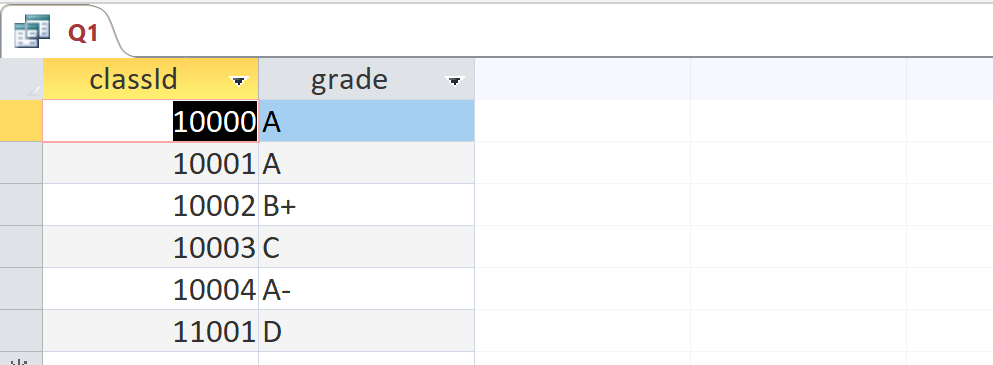 Q1
classId grade
10000 A
10001 A
10002 B+
10003 C
10004 A-
11001 D